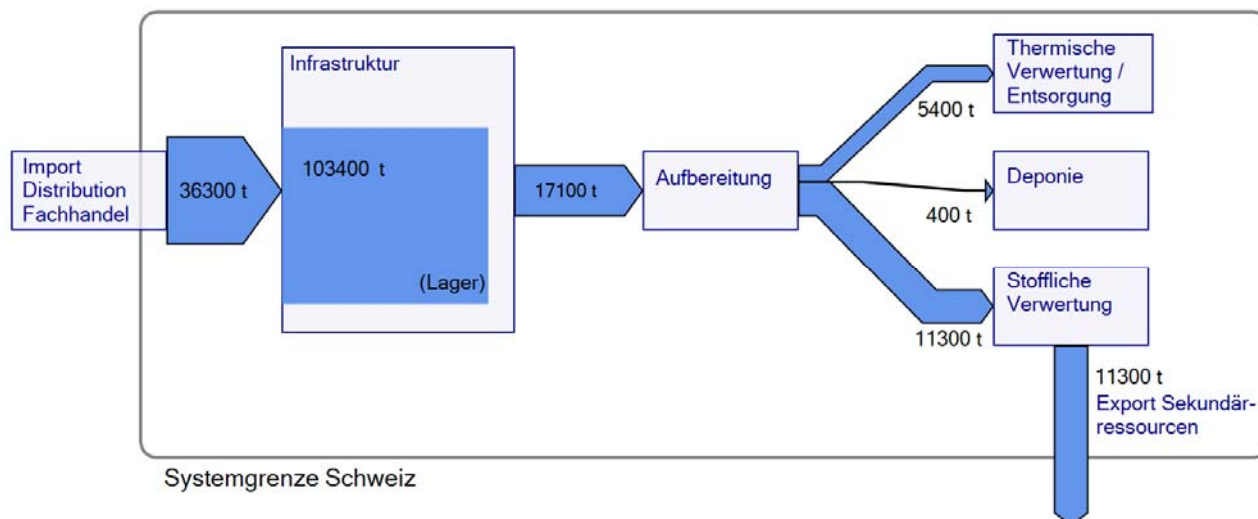 Import
Distribution
Fachhandel
36300 t
Infrastruktur
103400 t
(Lager)
17100 t
Aufbereitung
5400 t
400 t
11300 t
Thermische
Verwertung /
Entsorgung
Deponie
Stoffliche
Verwertung
11300 t
Export Sekundär-
ressourcen
Systemgrenze Schweiz